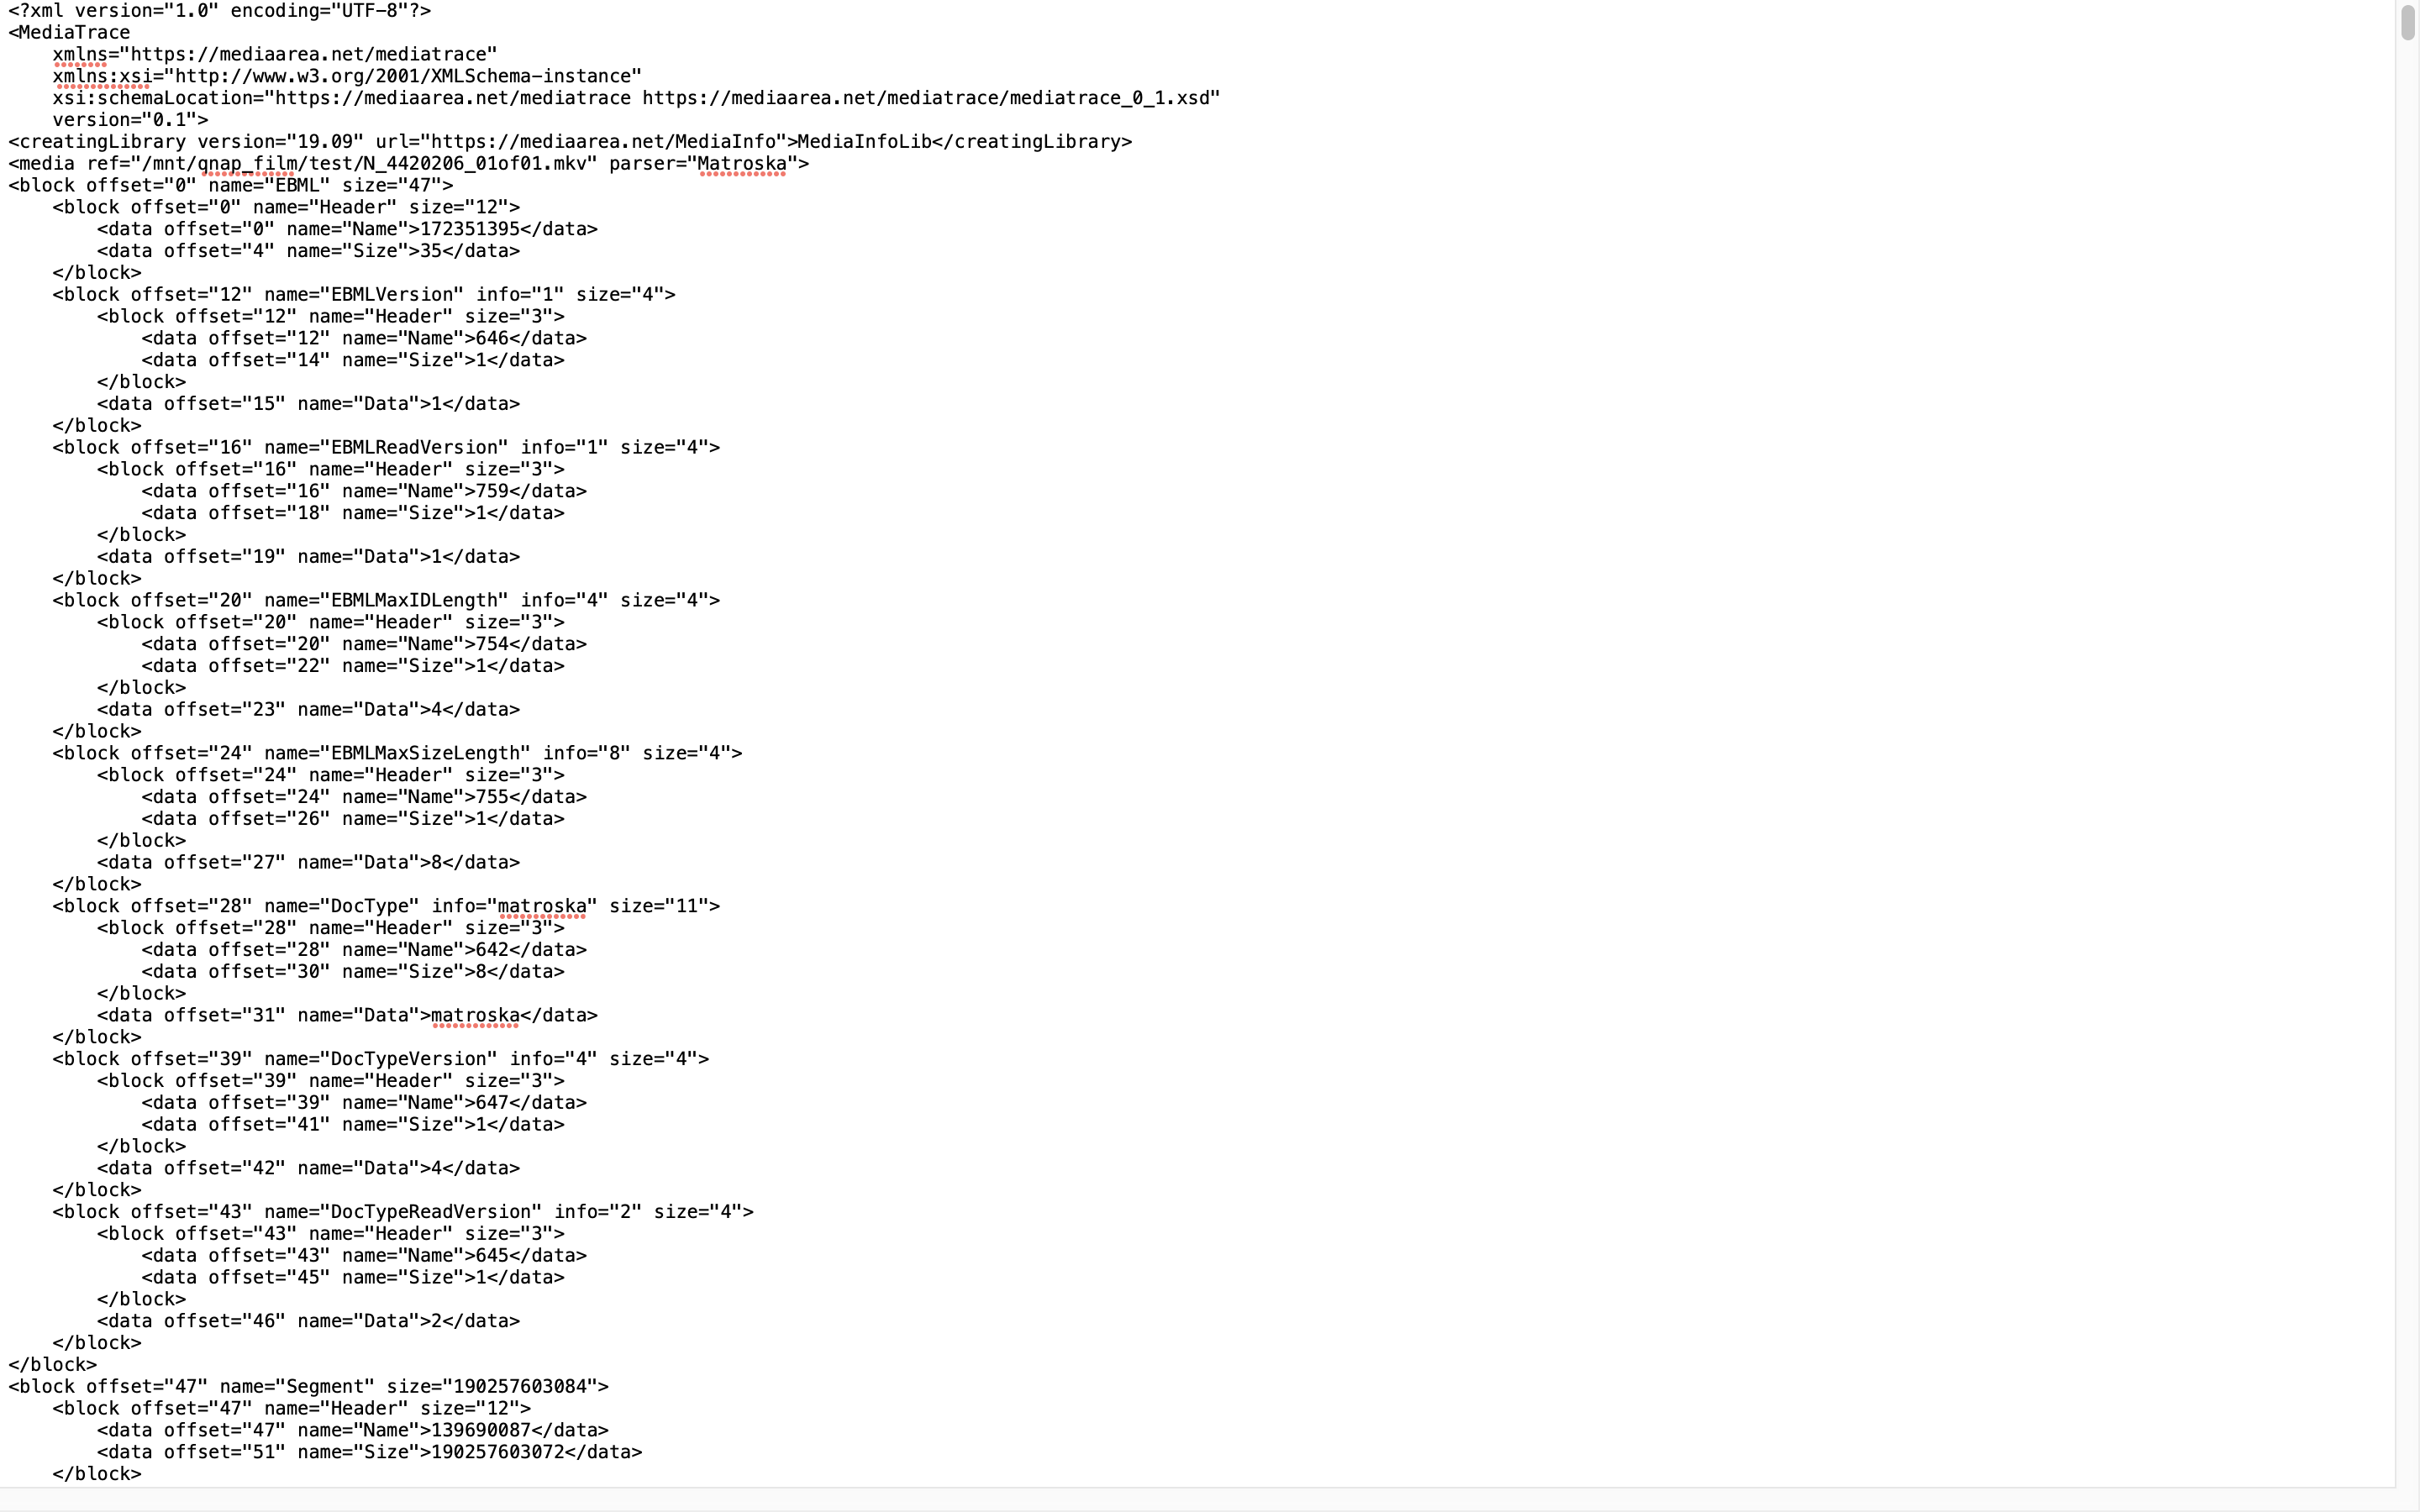 <?xml version="1.0" encoding="UTF-8"?>
<MediaTrace
    xmlns="https://mediaarea.net/mediatrace"
    xmlns:xsi="http://www.w3.org/2001/XMLSchema-instance"
    xsi:schemaLocation="https://mediaarea.net/mediatrace https://mediaarea.net/mediatrace/mediatrace_0_1.xsd"
    version="0.1">
<creatingLibrary version="19.09" url="https://mediaarea.net/MediaInfo">MediaInfoLib</creatingLibrary>
<media ref="/mnt/qnap_film/test/N_4420206_01of01.mkv" parser="Matroska">
<block offset="0" name="EBML" size="47">
    <block offset="0" name="Header" size="12">
        <data offset="0" name="Name">172351395</data>
        <data offset="4" name="Size">35</data>
    </block>
    <block offset="12" name="EBMLVersion" info="1" size="4">
        <block offset="12" name="Header" size="3">
            <data offset="12" name="Name">646</data>
            <data offset="14" name="Size">1</data>
        </block>
        <data offset="15" name="Data">1</data>
    </block>
    <block offset="16" name="EBMLReadVersion" info="1" size="4">
        <block offset="16" name="Header" size="3">
            <data offset="16" name="Name">759</data>
            <data offset="18" name="Size">1</data>
        </block>
        <data offset="19" name="Data">1</data>
    </block>
    <block offset="20" name="EBMLMaxIDLength" info="4" size="4">
        <block offset="20" name="Header" size="3">
            <data offset="20" name="Name">754</data>
            <data offset="22" name="Size">1</data>
        </block>
        <data offset="23" name="Data">4</data>
    </block>
    <block offset="24" name="EBMLMaxSizeLength" info="8" size="4">
        <block offset="24" name="Header" size="3">
            <data offset="24" name="Name">755</data>
            <data offset="26" name="Size">1</data>
        </block>
        <data offset="27" name="Data">8</data>
    </block>
    <block offset="28" name="DocType" info="matroska" size="11">
        <block offset="28" name="Header" size="3">
            <data offset="28" name="Name">642</data>
            <data offset="30" name="Size">8</data>
        </block>
        <data offset="31" name="Data">matroska</data>
    </block>
    <block offset="39" name="DocTypeVersion" info="4" size="4">
        <block offset="39" name="Header" size="3">
            <data offset="39" name="Name">647</data>
            <data offset="41" name="Size">1</data>
        </block>
        <data offset="42" name="Data">4</data>
    </block>
    <block offset="43" name="DocTypeReadVersion" info="2" size="4">
        <block offset="43" name="Header" size="3">
            <data offset="43" name="Name">645</data>
            <data offset="45" name="Size">1</data>
        </block>
        <data offset="46" name="Data">2</data>
    </block>
</block>
<block offset="47" name="Segment" size="190257603084">
    <block offset="47" name="Header" size="12">
        <data offset="47" name="Name">139690087</data>
        <data offset="51" name="Size">190257603072</data>
    </block>